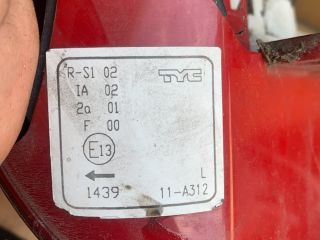 R-S1 02 TYC
IA 02
2a 01
F 00
E13
L
1439 11-A312